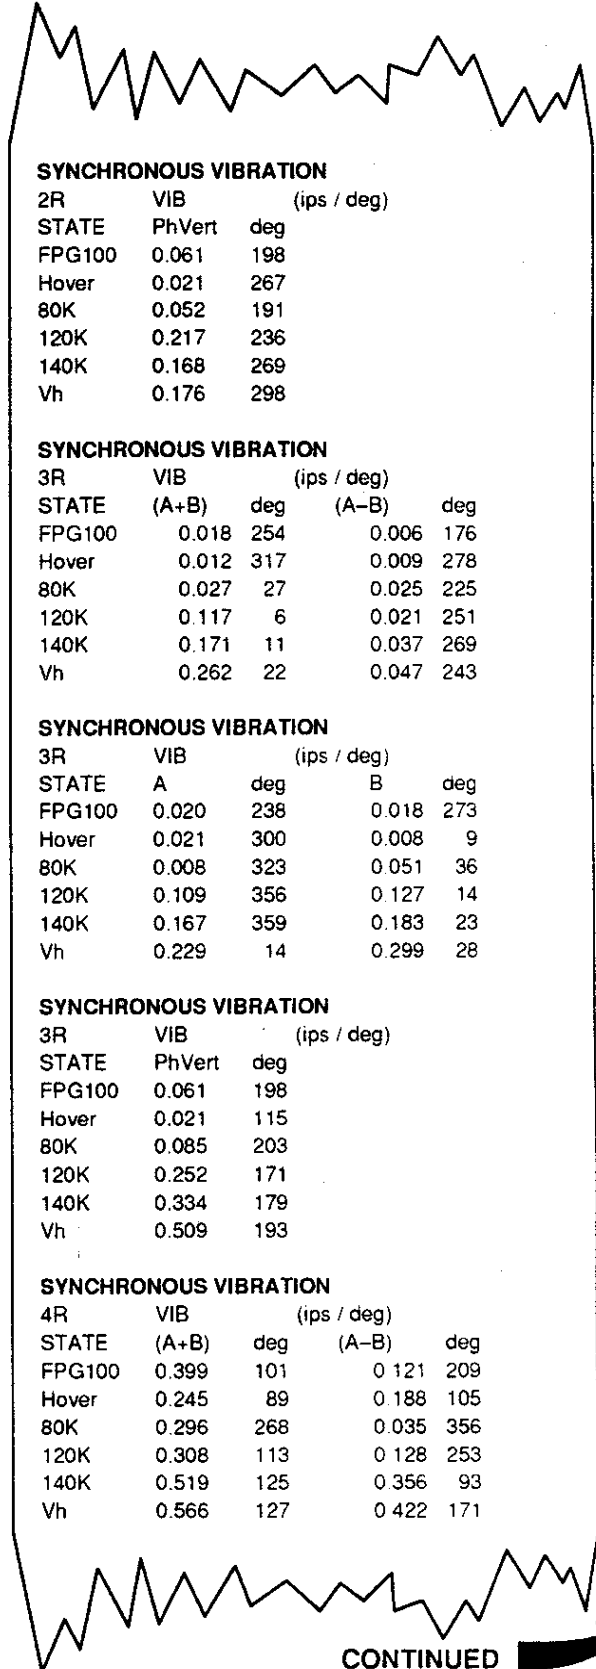 SYNCHRONOUS VIBRATION
2R VIB (ips / deg)
STATE PhVert deg
FPG100 0.061 198
Hover 0.021 267
80K 0.052 191
120K 0.217 236
140K 0.168 269
Vh 0.176 298
SYNCHRONOUS VIBRATION
3R VIB (ips / deg)
STATE (A+B) deg (A–B) deg
FPG100 0.018 254 0.006 176
Hover 0.012 317 0.009 278
80K 0.027 27 0.025 225
120K 0.117 6 0.021 251
140K 0.171 11 0.037 269
Vh 0.262 22 0.047 243
SYNCHRONOUS VIBRATION
3R VIB (ips / deg)
STATE A deg B deg
FPG100 0.020 238 0.018 273
Hover 0.021 300 0.008 9
80K 0.008 323 0.051 36
120K 0.109 356 0.127 14
140K 0.167 359 0.183 23
Vh 0.229 14 0.299 28
SYNCHRONOUS VIBRATION
3R VIB (ips / deg)
STATE PhVert deg
FPG100 0.061 198
Hover 0.021 115
80K 0.085 203
120K 0.252 171
140K 0.334 179
Vh 0.509 193
SYNCHRONOUS VIBRATION
4R VIB (ips / deg)
STATE (A+B) deg (A–B) deg
FPG100 0.399 101 0.121 209
Hover 0.245 89 0.188 105
80K 0.296 268 0.035 356
120K 0.308 113 0.128 253
140K 0.519 125 0.356 93
Vh 0.566 127 0.422 171
CONTINUED